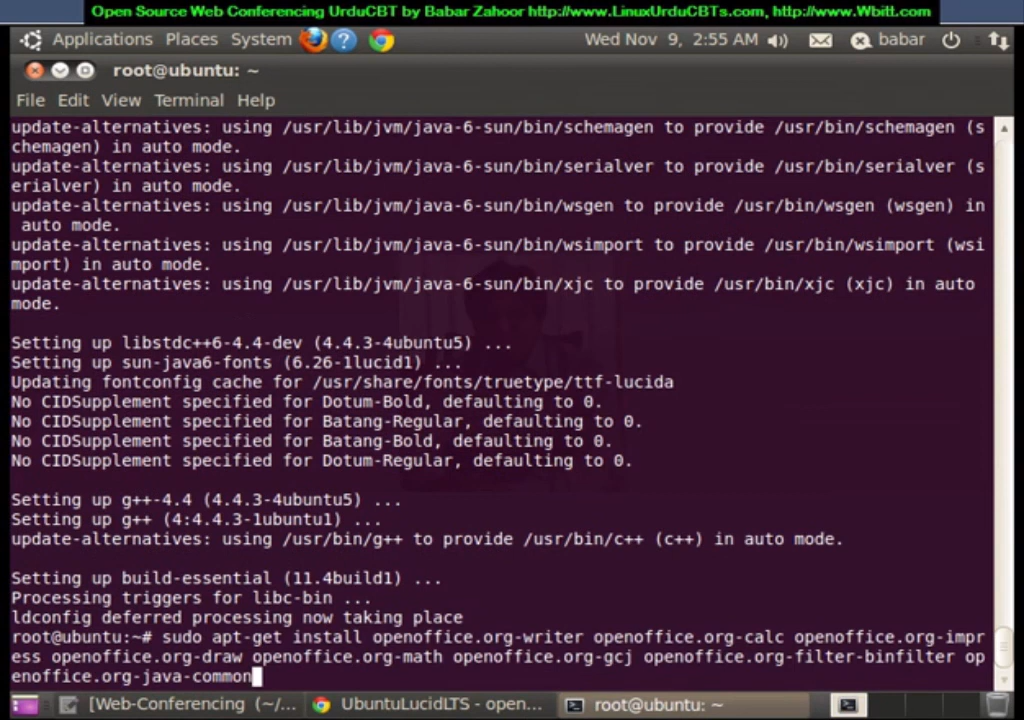 Open Source Web Conferencing UrduCBT by Babar Zahoor http://www.LinuxUrduCBTs.com, http://www.Wbitt.com
Applications Places System ? Wed Nov 9, 2:55 AM babar
root@ubuntu: ~
File Edit View Terminal Help
update-alternatives: using /usr/lib/jvm/java-6-sun/bin/schemagen to provide /usr/bin/schemagen (s
chemagen) in auto mode.
update-alternatives: using /usr/lib/jvm/java-6-sun/bin/serialver to provide /usr/bin/serialver (s
erialver) in auto mode.
update-alternatives: using /usr/lib/jvm/java-6-sun/bin/wsgen to provide /usr/bin/wsgen (wsgen) in
auto mode.
update-alternatives: using /usr/lib/jvm/java-6-sun/bin/wsimport to provide /usr/bin/wsimport (wsi
mport) in auto mode.
update-alternatives: using /usr/lib/jvm/java-6-sun/bin/xjc to provide /usr/bin/xjc (xjc) in auto
mode.
Setting up libstdc++6-4.4-dev (4.4.3-4ubuntu5) ...
Setting up sun-java6-fonts (6.26-1lucid1) ...
Updating fontconfig cache for /usr/share/fonts/truetype/ttf-lucida
No CIDSupplement specified for Dotum-Bold, defaulting to 0.
No CIDSupplement specified for Batang-Regular, defaulting to 0.
No CIDSupplement specified for Batang-Bold, defaulting to 0.
No CIDSupplement specified for Dotum-Regular, defaulting to 0.
Setting up g++-4.4 (4.4.3-4ubuntu5) ...
Setting up g++ (4:4.4.3-1ubuntu1) ...
update-alternatives: using /usr/bin/g++ to provide /usr/bin/c++ (c++) in auto mode.
Setting up build-essential (11.4build1) ...
Processing triggers for libc-bin ...
ldconfig deferred processing now taking place
root@ubuntu:~# sudo apt-get install openoffice.org-writer openoffice.org-calc openoffice.org-impr
ess openoffice.org-draw openoffice.org-math openoffice.org-gcj openoffice.org-filter-binfilter op
enoffice.org-java-common
[Web-Conferencing (~/... UbuntuLucidLTS - open... root@ubuntu: ~